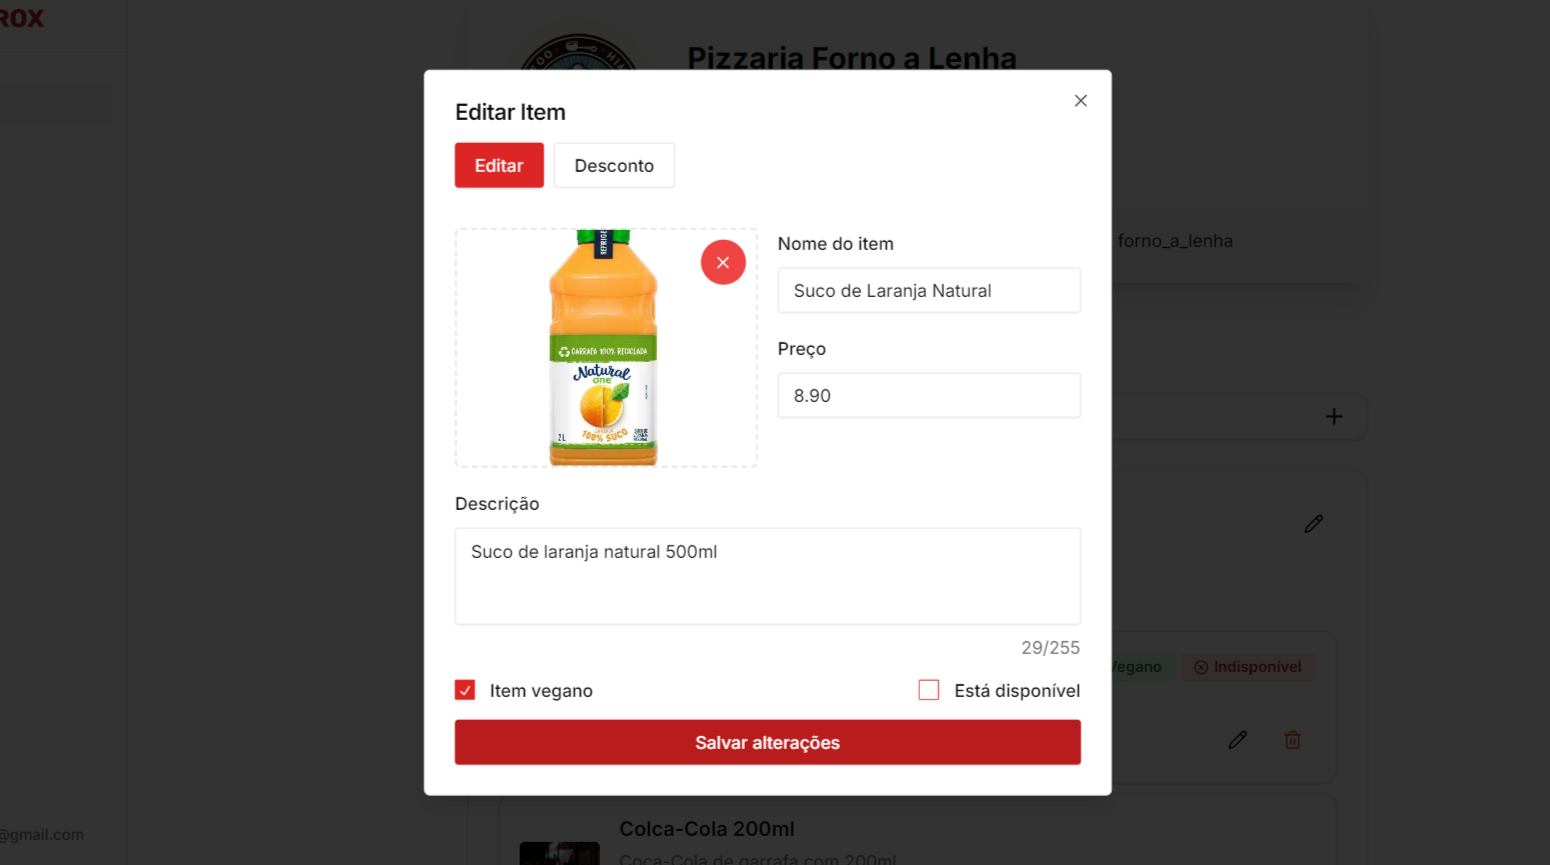 ROX
Pizzaria Forno a Lenha
Editar Item
Editar
Desconto
REFRIGE
GARRAFA 100% RECICLADA
Natural
one
100% SUCO
2L
Nome do item
Suco de Laranja Natural
forno_a_lenha
Preço
8.90
Descrição
Suco de laranja natural 500ml
29/255
Item vegano
Está disponível
Vegano
Indisponível
Salvar alterações
@gmail.com
Colca-Cola 200ml
Coca-Cola de garrafa com 200ml